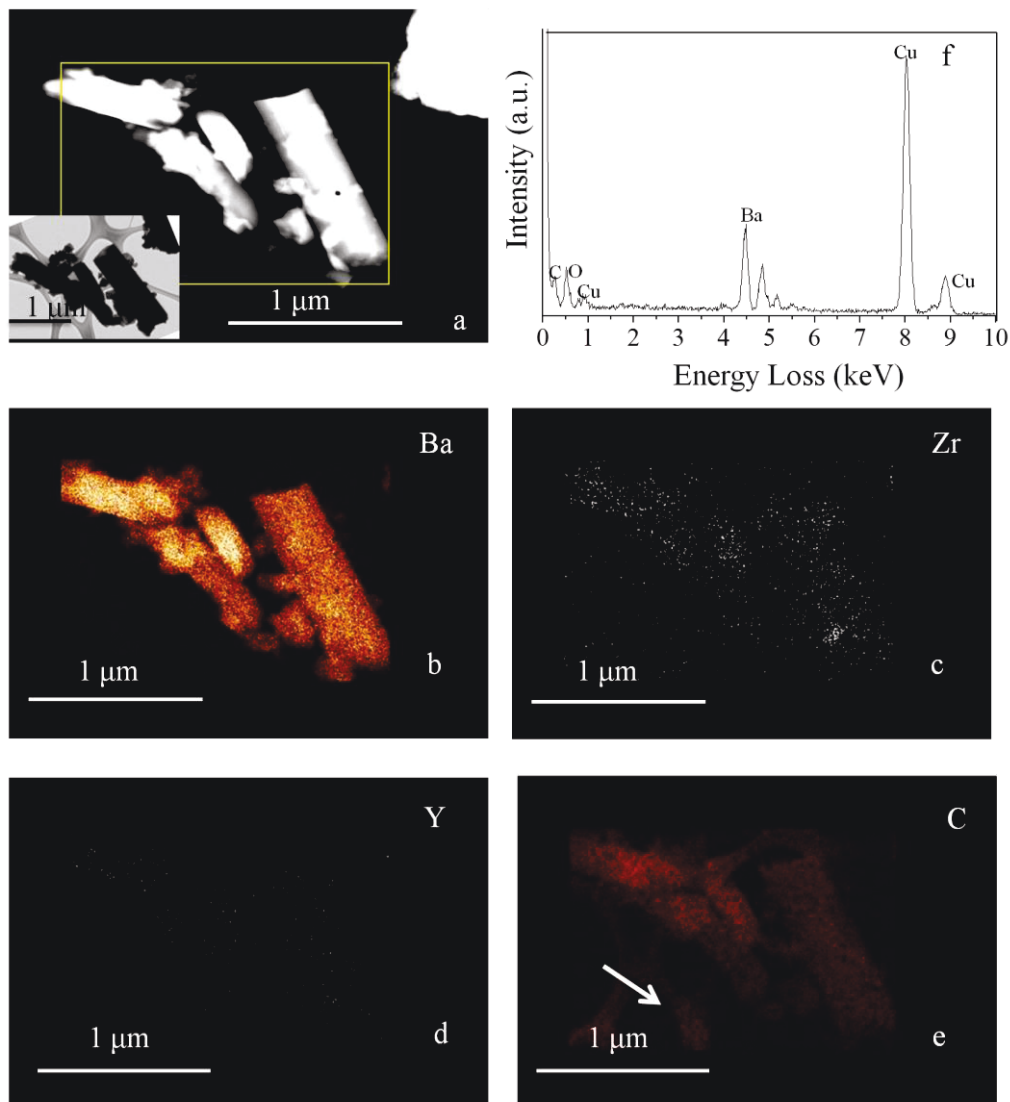 1 μm
1 μm
a
f
Cu
Ba
C
O
Cu
Cu
Intensity (a.u.)
0 1 2 3 4 5 6 7 8 9 10
Energy Loss (keV)
Ba
1 μm
b
Zr
1 μm
c
Y
1 μm
d
C
1 μm
e